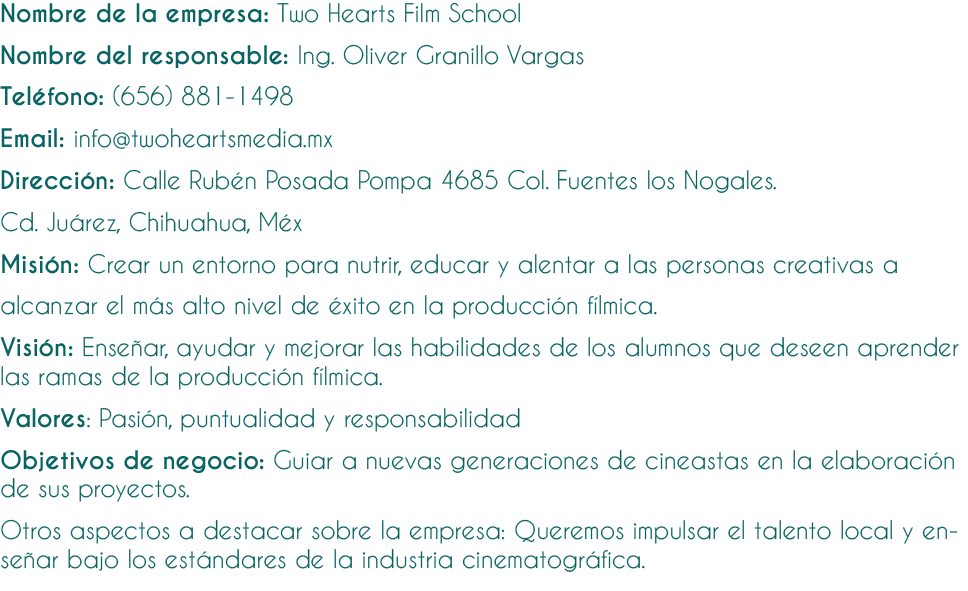 Nombre de la empresa: Two Hearts Film School
Nombre del responsable: Ing. Oliver Granillo Vargas
Teléfono: (656) 881-1498
Email: info@twoheartsmedia.mx
Dirección: Calle Rubén Posada Pompa 4685 Col. Fuentes los Nogales.
Cd. Juárez, Chihuahua, Méx
Misión: Crear un entorno para nutrir, educar y alentar a las personas creativas a
alcanzar el más alto nivel de éxito en la producción fílmica.
Visión: Enseñar, ayudar y mejorar las habilidades de los alumnos que deseen aprender
las ramas de la producción fílmica.
Valores: Pasión, puntualidad y responsabilidad
Objetivos de negocio: Guiar a nuevas generaciones de cineastas en la elaboración
de sus proyectos.
Otros aspectos a destacar sobre la empresa: Queremos impulsar el talento local y en-
señar bajo los estándares de la industria cinematográfica.